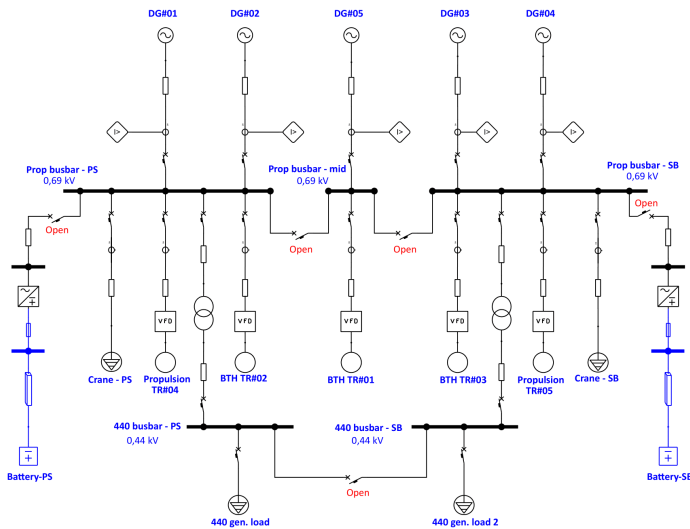 DG#01 DG#02 DG#05 DG#03 DG#04
I> I> I> I> I>
Prop busbar - PS
0,69 kV
Prop busbar - mid
0,69 kV
Prop busbar - SB
0,69 kV
Open
Open
Open
Open
VFD VFD VFD VFD VFD
Crane - PS
Propulsion
TR#04
BTH TR#02
BTH TR#01
BTH TR#03
Propulsion
TR#05
Crane - SB
440 busbar - PS
0,44 kV
440 busbar - SB
0,44 kV
Battery-PS
Battery-SB
Open
440 gen. load
440 gen. load 2